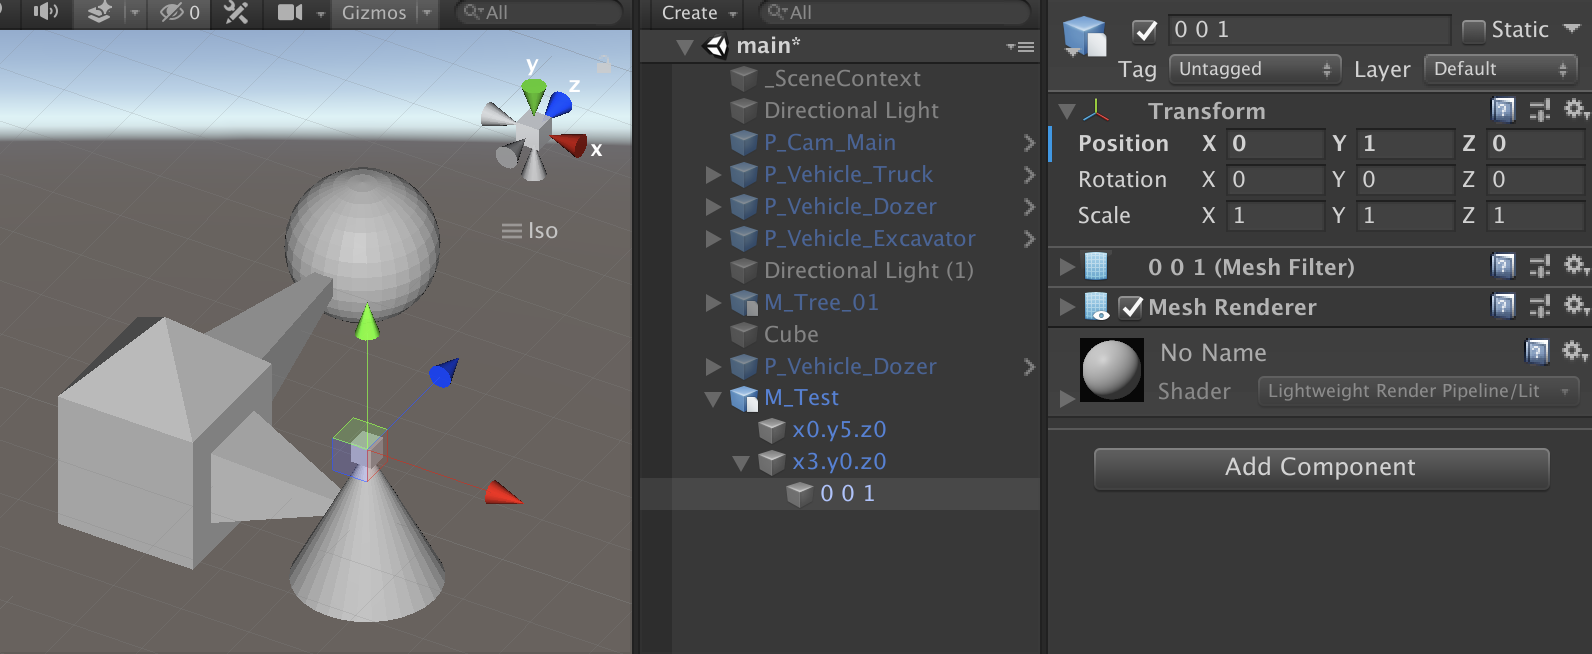 0 Gizmos All
y
z
x
Iso
Create All
main*
_SceneContext
Directional Light
P_Cam_Main
P_Vehicle_Truck
P_Vehicle_Dozer
P_Vehicle_Excavator
Directional Light (1)
M_Tree_01
Cube
P_Vehicle_Dozer
M_Test
x0.y5.z0
x3.y0.z0
0 0 1
0 0 1 Static
Tag Untagged Layer Default
Transform
Position X 0 Y 1 Z 0
Rotation X 0 Y 0 Z 0
Scale X 1 Y 1 Z 1
0 0 1 (Mesh Filter)
Mesh Renderer
No Name
Shader Lightweight Render Pipeline/Lit
Add Component